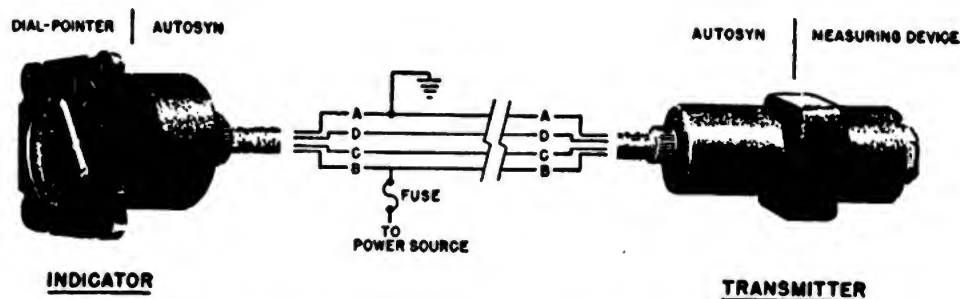 DIAL-POINTER AUTOSYN
AUTOSYN MEASURING DEVICE
A A
D D
C C
B B
FUSE
TO
POWER SOURCE
INDICATOR
TRANSMITTER